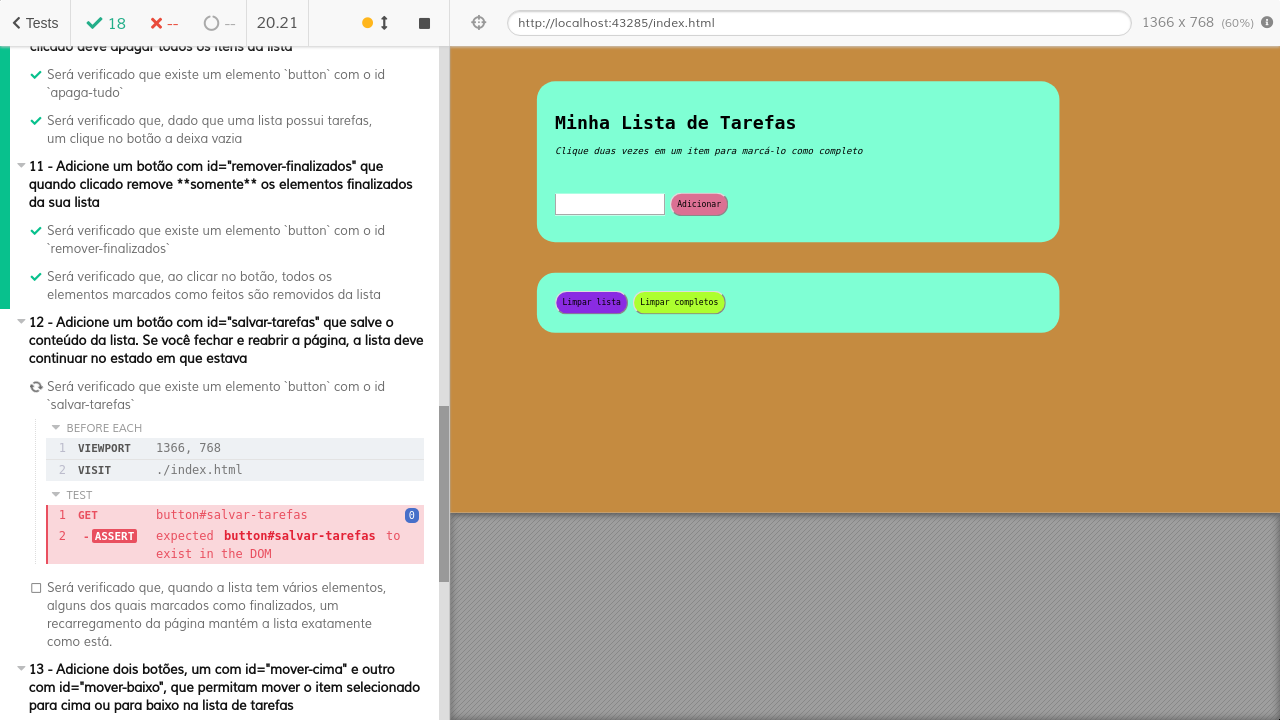 Tests
18
--
--
20.21
http://localhost:43285/index.html
1366 x 768 (60%)
clicado deve apagar todos os itens da lista
Será verificado que existe um elemento `button` com o id
`apaga-tudo`
Será verificado que, dado que uma lista possui tarefas,
um clique no botão a deixa vazia
11 - Adicione um botão com id="remover-finalizados" que
quando clicado remove **somente** os elementos finalizados
da sua lista
Será verificado que existe um elemento `button` com o id
`remover-finalizados`
Será verificado que, ao clicar no botão, todos os
elementos marcados como feitos são removidos da lista
12 - Adicione um botão com id="salvar-tarefas" que salve o
conteúdo da lista. Se você fechar e reabrir a página, a lista deve
continuar no estado em que estava
Será verificado que existe um elemento `button` com o id
`salvar-tarefas`
BEFORE EACH
1 VIEWPORT 1366, 768
2 VISIT ./index.html
TEST
1 GET button#salvar-tarefas 0
2 -ASSERT expected button#salvar-tarefas to
exist in the DOM
Será verificado que, quando a lista tem vários elementos,
alguns dos quais marcados como finalizados, um
recarregamento da página mantém a lista exatamente
como está.
13 - Adicione dois botões, um com id="mover-cima" e outro
com id="mover-baixo", que permitam mover o item selecionado
para cima ou para baixo na lista de tarefas
Minha Lista de Tarefas
Clique duas vezes em um item para marcá-lo como completo
Adicionar
Limpar lista
Limpar completos